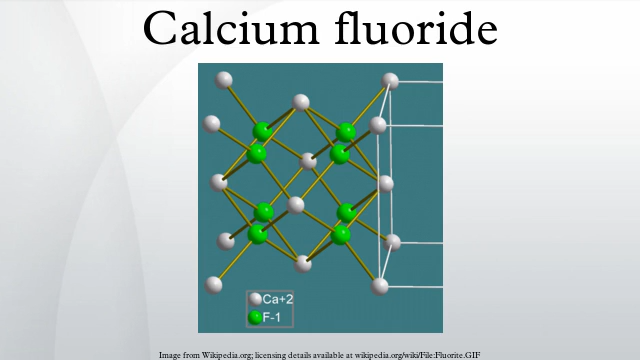 Calcium fluoride
Ca+2
F-1
Image from Wikipedia.org; licensing details available at wikipedia.org/wiki/File:Fluorite.GIF